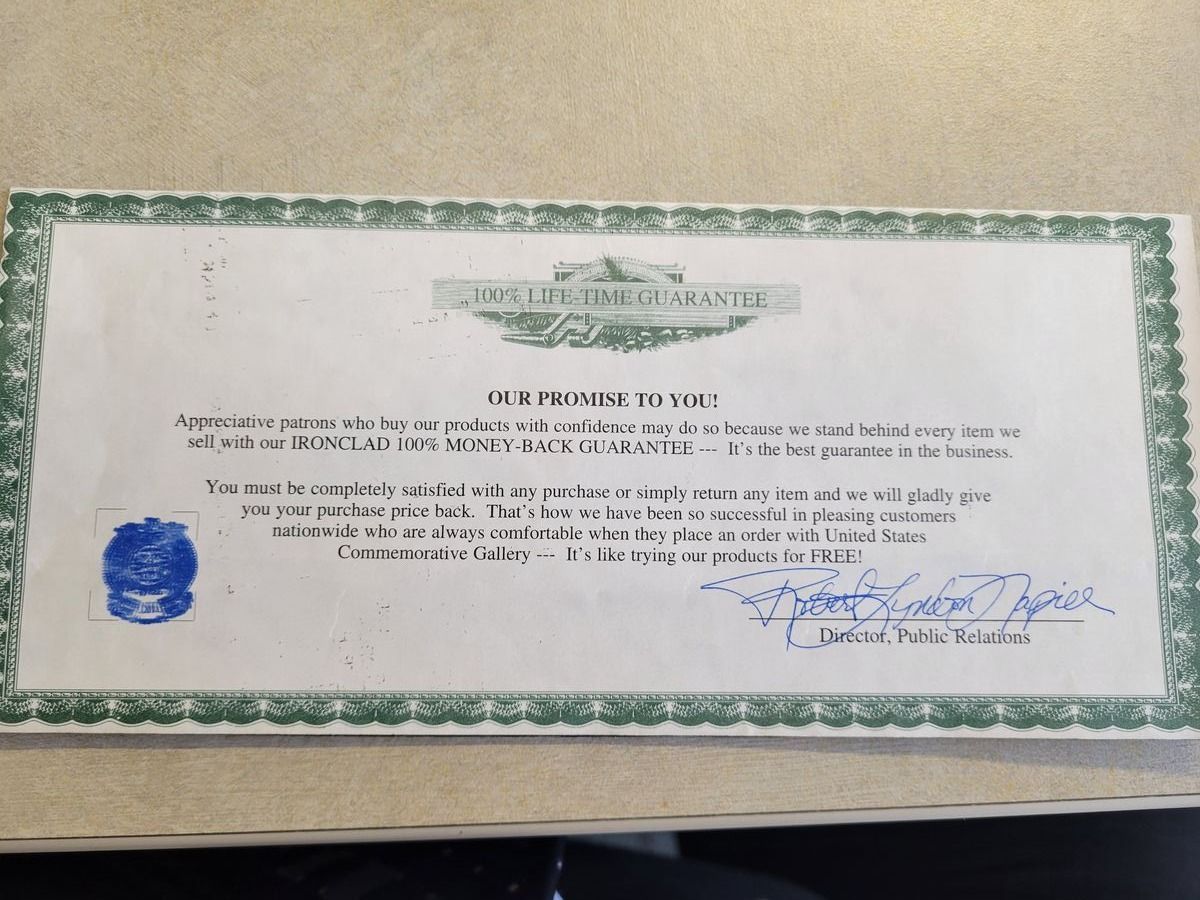 100% LIFE-TIME GUARANTEE
OUR PROMISE TO YOU!
Appreciative patrons who buy our products with confidence may do so because we stand behind every item we
sell with our IRONCLAD 100% MONEY-BACK GUARANTEE --- It's the best guarantee in the business.
You must be completely satisfied with any purchase or simply return any item and we will gladly give
you your purchase price back. That's how we have been so successful in pleasing customers
nationwide who are always comfortable when they place an order with United States
Commemorative Gallery --- It's like trying our products for FREE!
Robert Lyndon Napier
Director, Public Relations